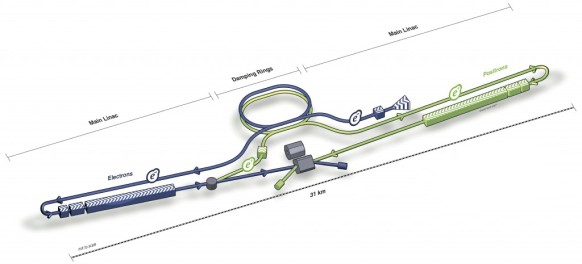 Main Linac
Damping Rings
Main Linac
Positrons
e
e
e
Electrons
e
31 km